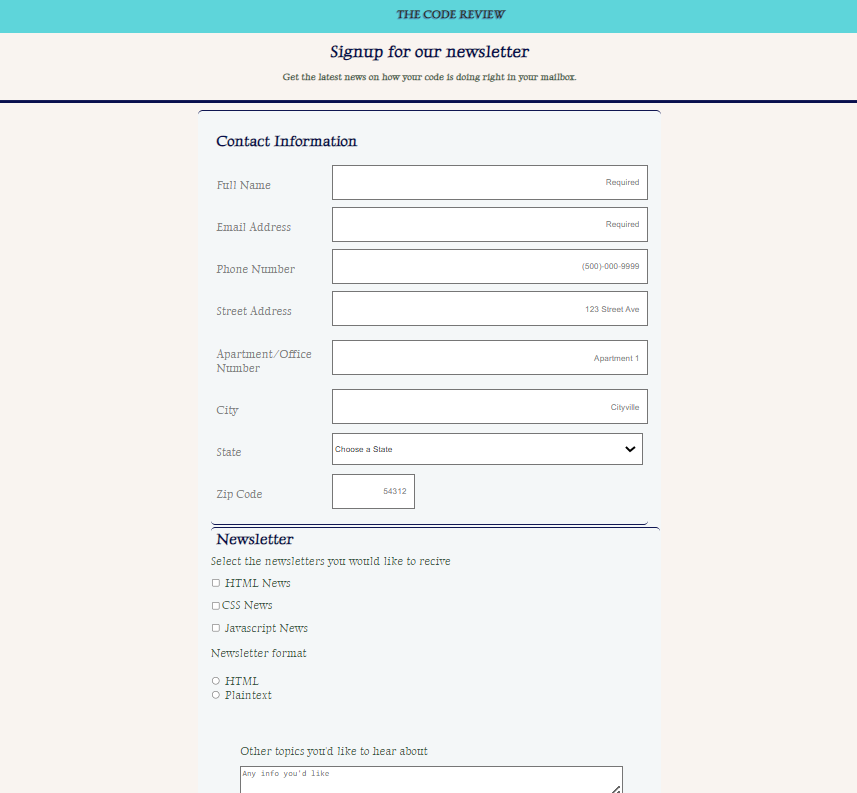 THE CODE REVIEW
Signup for our newsletter
Get the latest news on how your code is doing right in your mailbox.
Contact Information
Full Name Required
Email Address Required
Phone Number (500)-000-9999
Street Address 123 Street Ave
Apartment/Office
Number Apartment 1
City Cityville
State Choose a State
Zip Code 54312
Newsletter
Select the newsletters you would like to recive
HTML News
CSS News
Javascript News
Newsletter format
HTML
Plaintext
Other topics you'd like to hear about
Any info you'd like